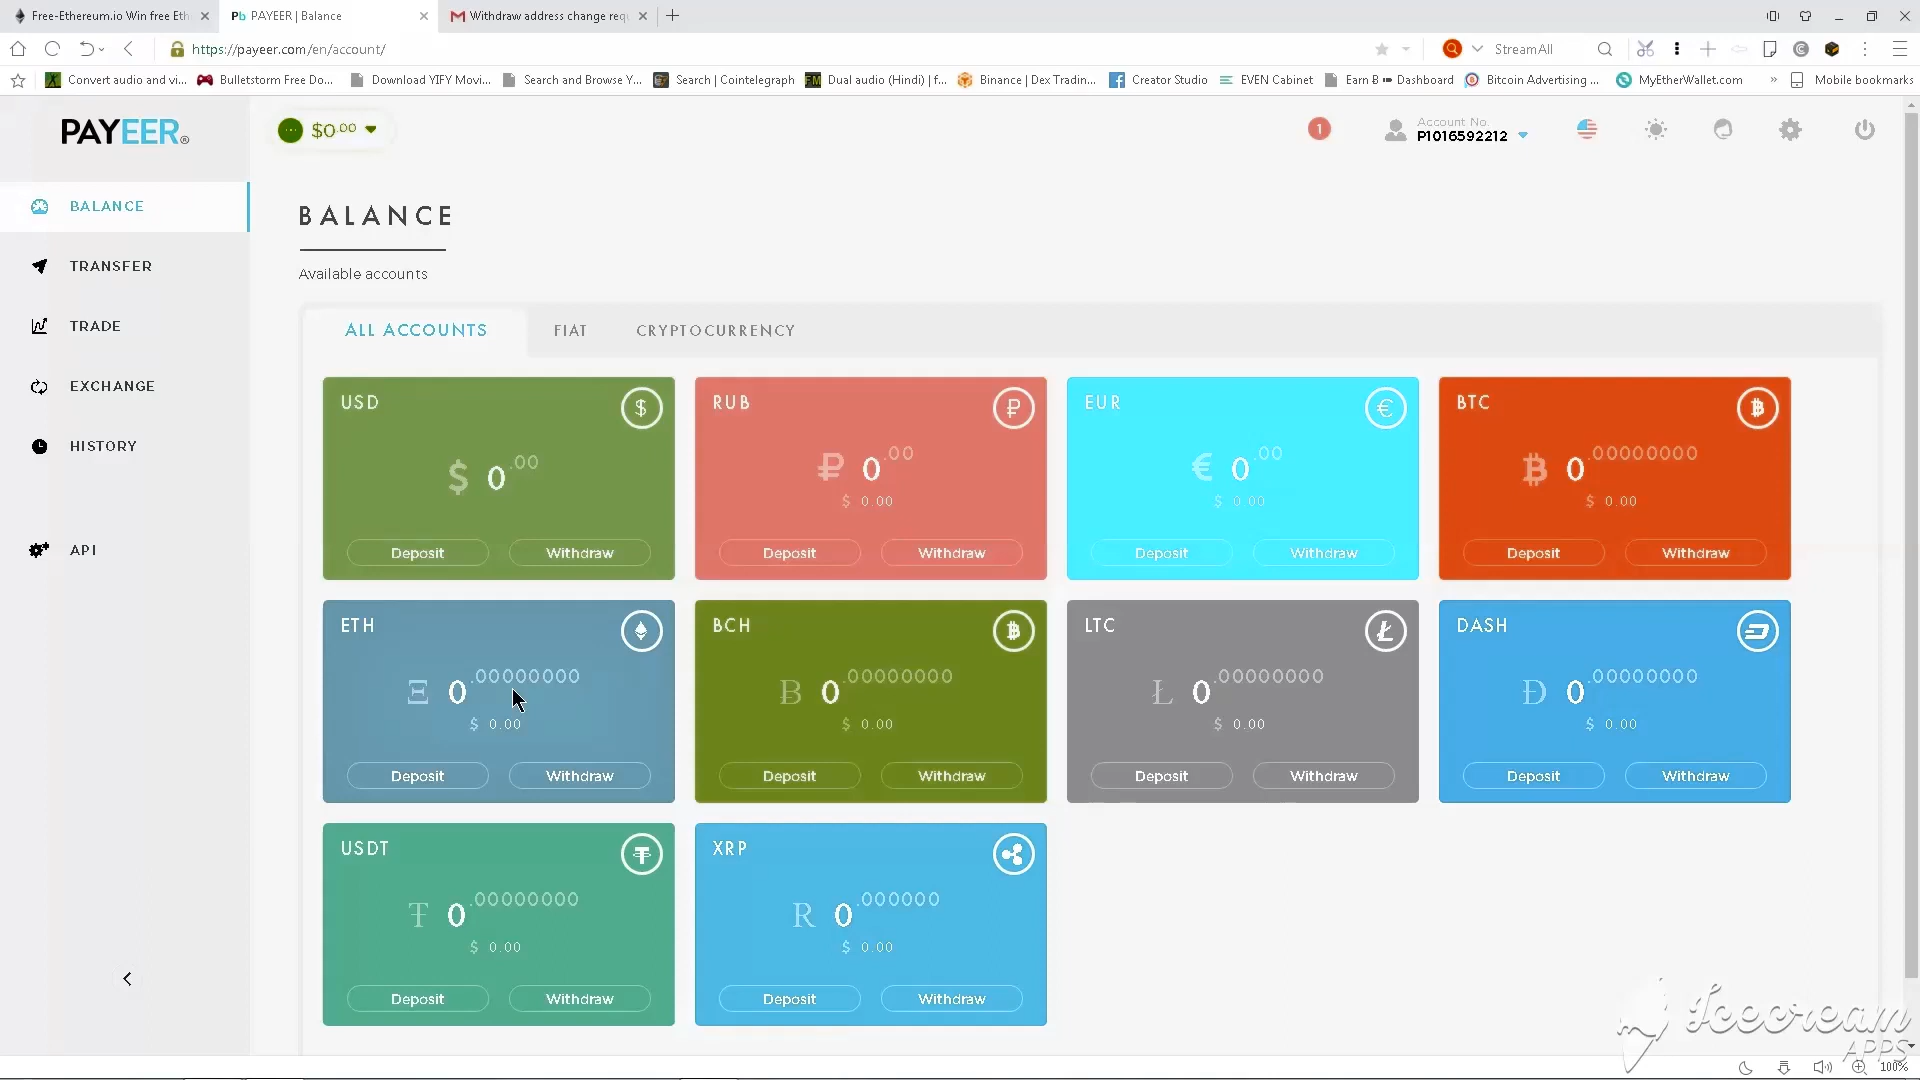 Free-Ethereum.io Win free Eth
PAYEER | Balance
Withdraw address change requ
https://payeer.com/en/account/
StreamAll
Convert audio and vi...
Bulletstorm Free Do...
Download YIFY Movi...
Search and Browse Y...
Search | Cointelegraph
Dual audio (Hindi) | f...
Binance | Dex Tradin...
Creator Studio
EVEN Cabinet
Earn B Dashboard
Bitcoin Advertising ...
MyEtherWallet.com
Mobile bookmarks
PAYEER®
$0.00
1
Account No.
P1016592212
BALANCE
TRANSFER
TRADE
EXCHANGE
HISTORY
API
BALANCE
Available accounts
ALL ACCOUNTS FIAT CRYPTOCURRENCY
USD
$
$ 0.00
Deposit Withdraw
RUB
₽
₽ 0.00
$ 0.00
Deposit Withdraw
EUR
€
€ 0.00
$ 0.00
Deposit Withdraw
BTC
₿
₿ 0.00000000
$ 0.00
Deposit Withdraw
ETH
Ξ 0.00000000
$ 0.00
Deposit Withdraw
BCH
₿
Ƀ 0.00000000
$ 0.00
Deposit Withdraw
LTC
Ł
Ł 0.00000000
$ 0.00
Deposit Withdraw
DASH
Đ 0.00000000
$ 0.00
Deposit Withdraw
USDT
₮ 0.00000000
$ 0.00
Deposit Withdraw
XRP
R 0.000000
$ 0.00
Deposit Withdraw
Icecream
APPS
100%